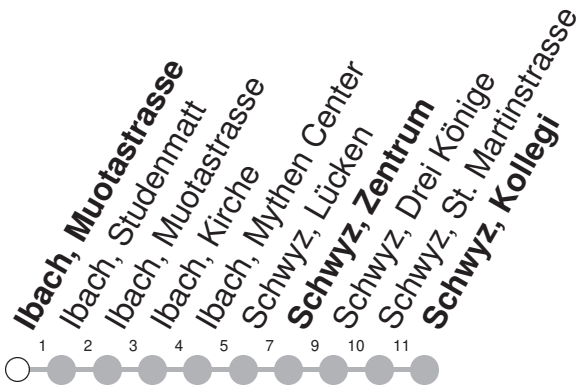 Ibach, Muotastrasse
Ibach, Studenmatt
Ibach, Muotastrasse
Ibach, Kirche
Ibach, Mythen Center
Schwyz, Lücken
Schwyz, Zentrum
Schwyz, Drei Könige
Schwyz, St. Martinstrasse
Schwyz, Kollegi
1 2 3 4 5 7 9 10 11